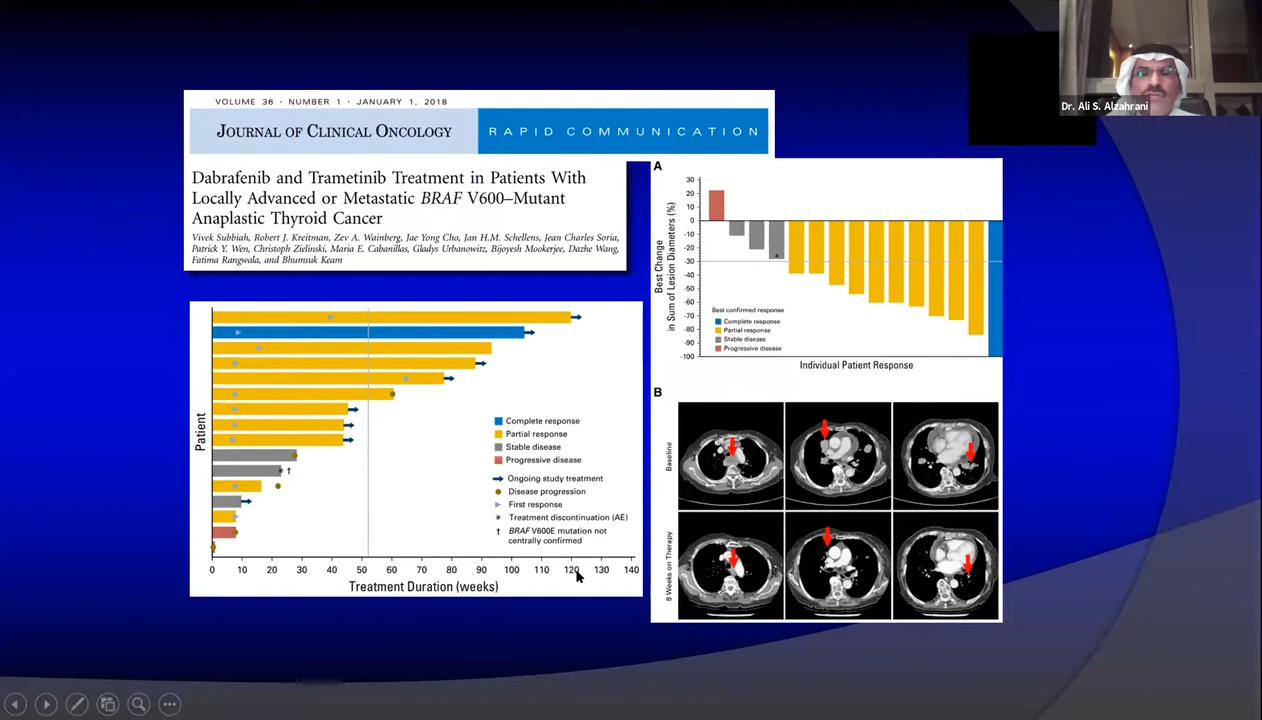 Dr. Ali S. Alzahrani
VOLUME 36 · NUMBER 1 · JANUARY 1, 2018
JOURNAL OF CLINICAL ONCOLOGY
RAPID COMMUNICATION
Dabrafenib and Trametinib Treatment in Patients With
Locally Advanced or Metastatic BRAF V600–Mutant
Anaplastic Thyroid Cancer
Vivek Subbiah, Robert J. Kreitman, Zev A. Wainberg, Jae Yong Cho, Jan H.M. Schellens, Jean Charles Soria,
Patrick Y. Wen, Christoph Zielinski, Maria E. Cabanillas, Gladys Urbanowitz, Bijoyesh Mookerjee, Dazhe Wang,
Fatima Rangwala, and Bhumsuk Keam
Patient
Complete response
Partial response
Stable disease
Progressive disease
Ongoing study treatment
Disease progression
First response
* Treatment discontinuation (AE)
† BRAF V600E mutation not
centrally confirmed
* †
0 10 20 30 40 50 60 70 80 90 100 110 120 130 140
Treatment Duration (weeks)
A
Best Change
in Sum of Lesion Diameters (%)
30
20
10
0
-10
-20
-30
-40
-50
-60
-70
-80
-90
-100
*
Best confirmed response
Complete response
Partial response
Stable disease
Progressive disease
Individual Patient Response
B
Baseline
8 Weeks on Therapy